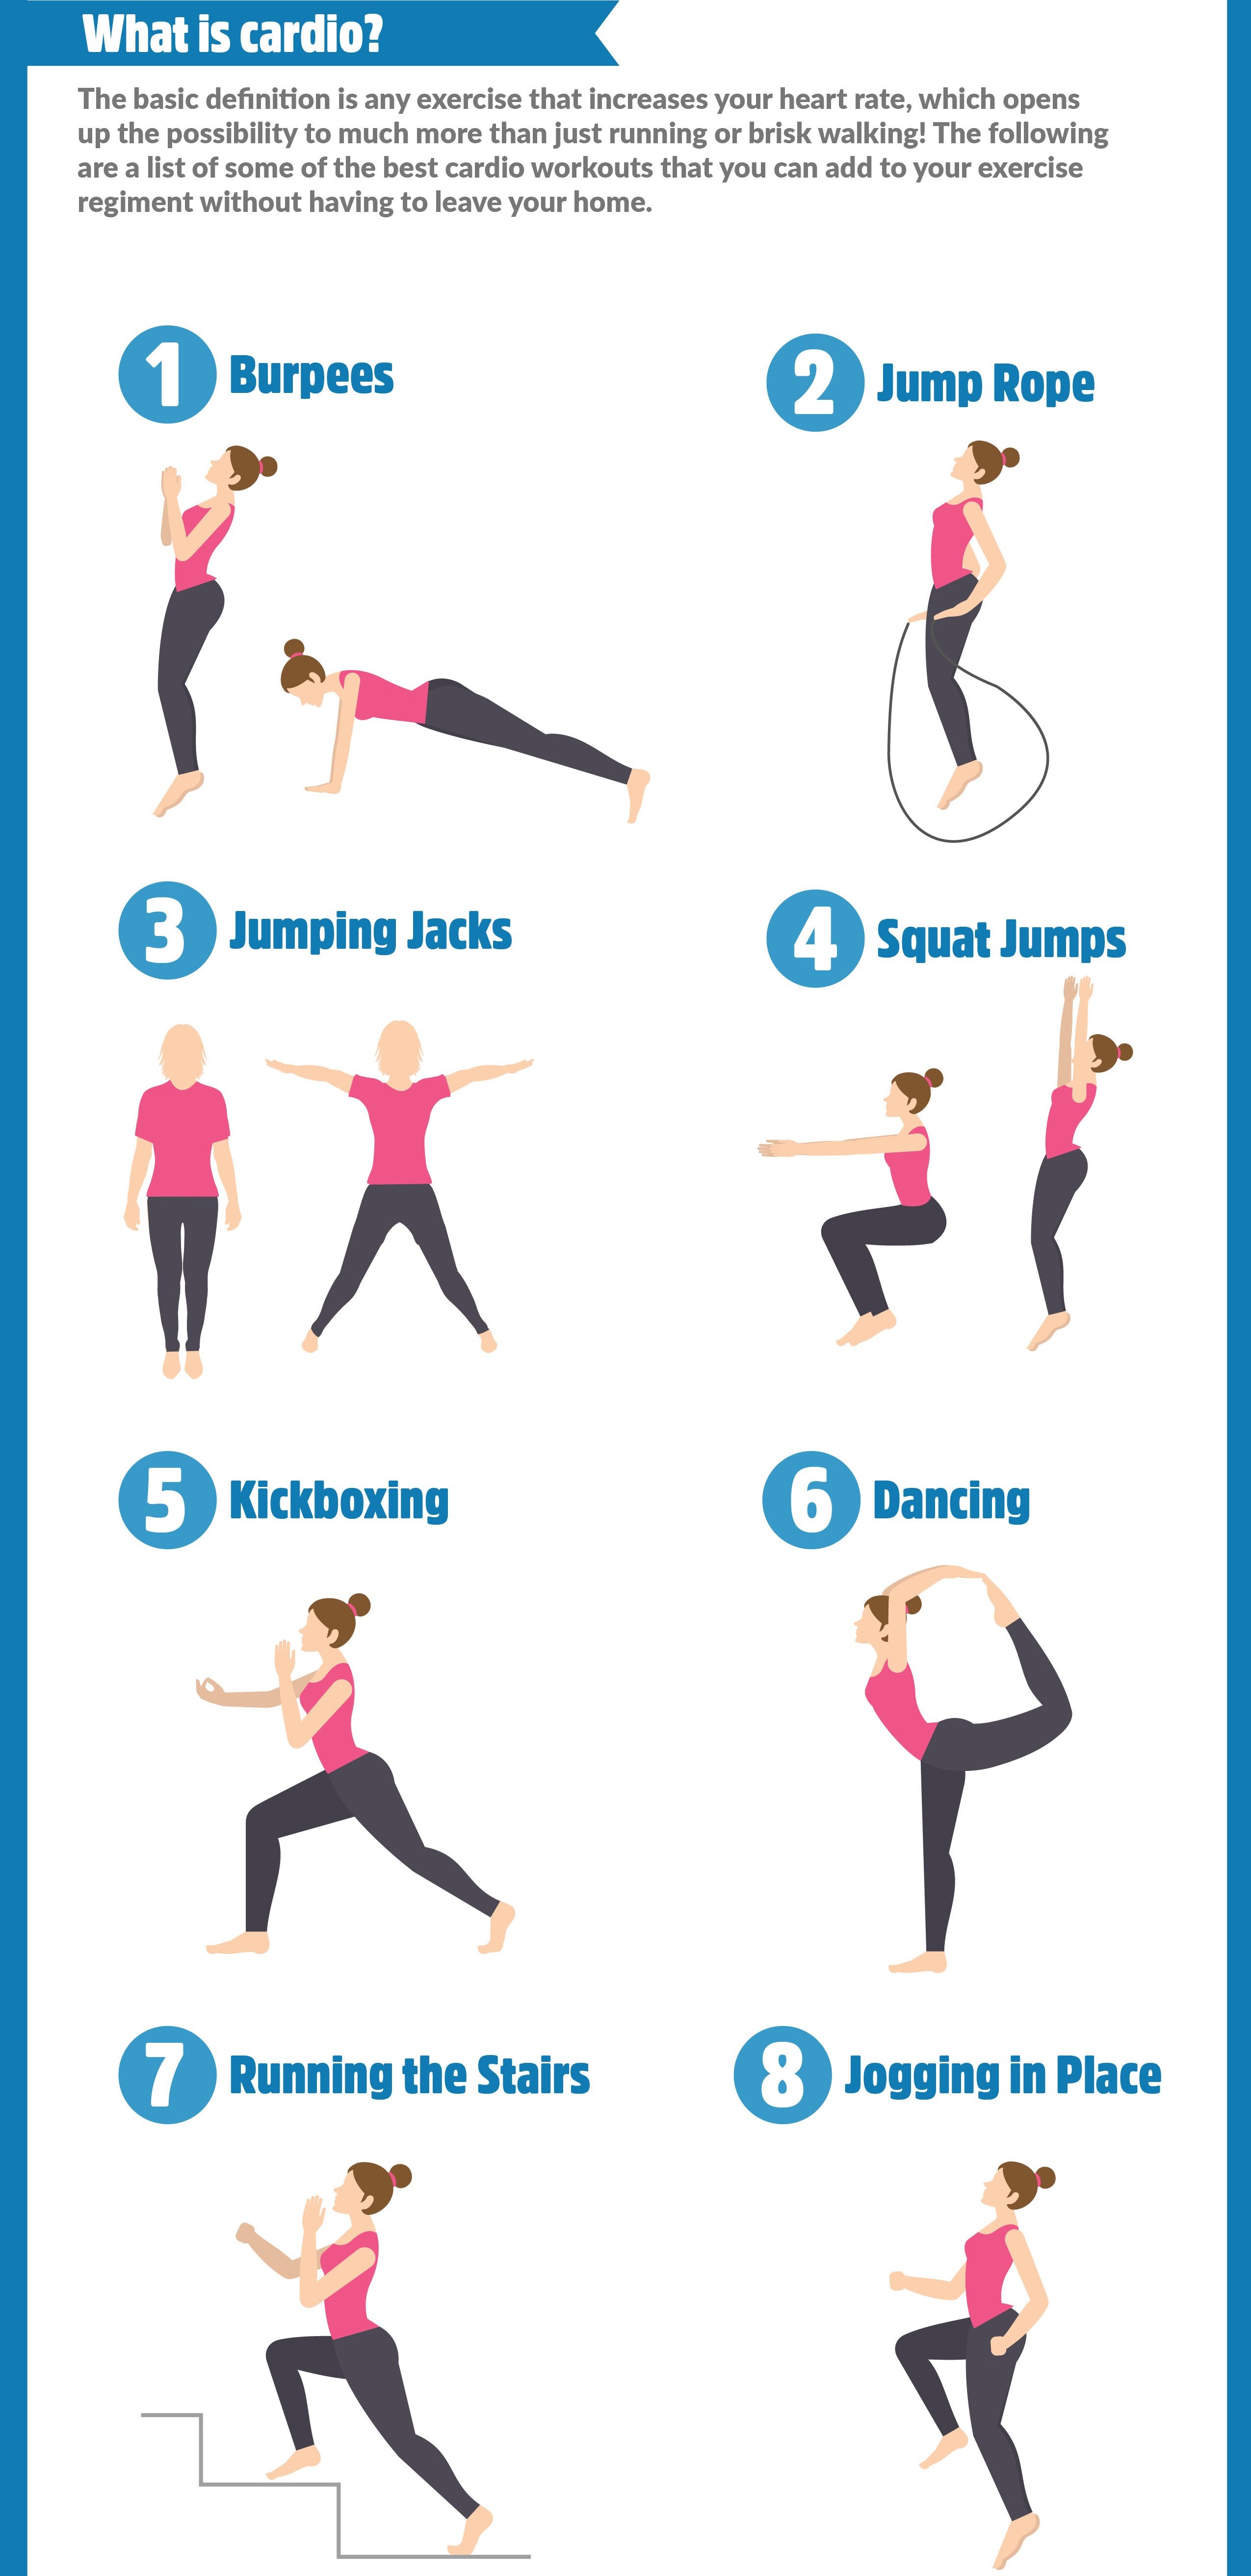 What is cardio?
The basic definition is any exercise that increases your heart rate, which opens
up the possibility to much more than just running or brisk walking! The following
are a list of some of the best cardio workouts that you can add to your exercise
regiment without having to leave your home.
1 Burpees
2 Jump Rope
3 Jumping Jacks
4 Squat Jumps
5 Kickboxing
6 Dancing
7 Running the Stairs
8 Jogging in Place